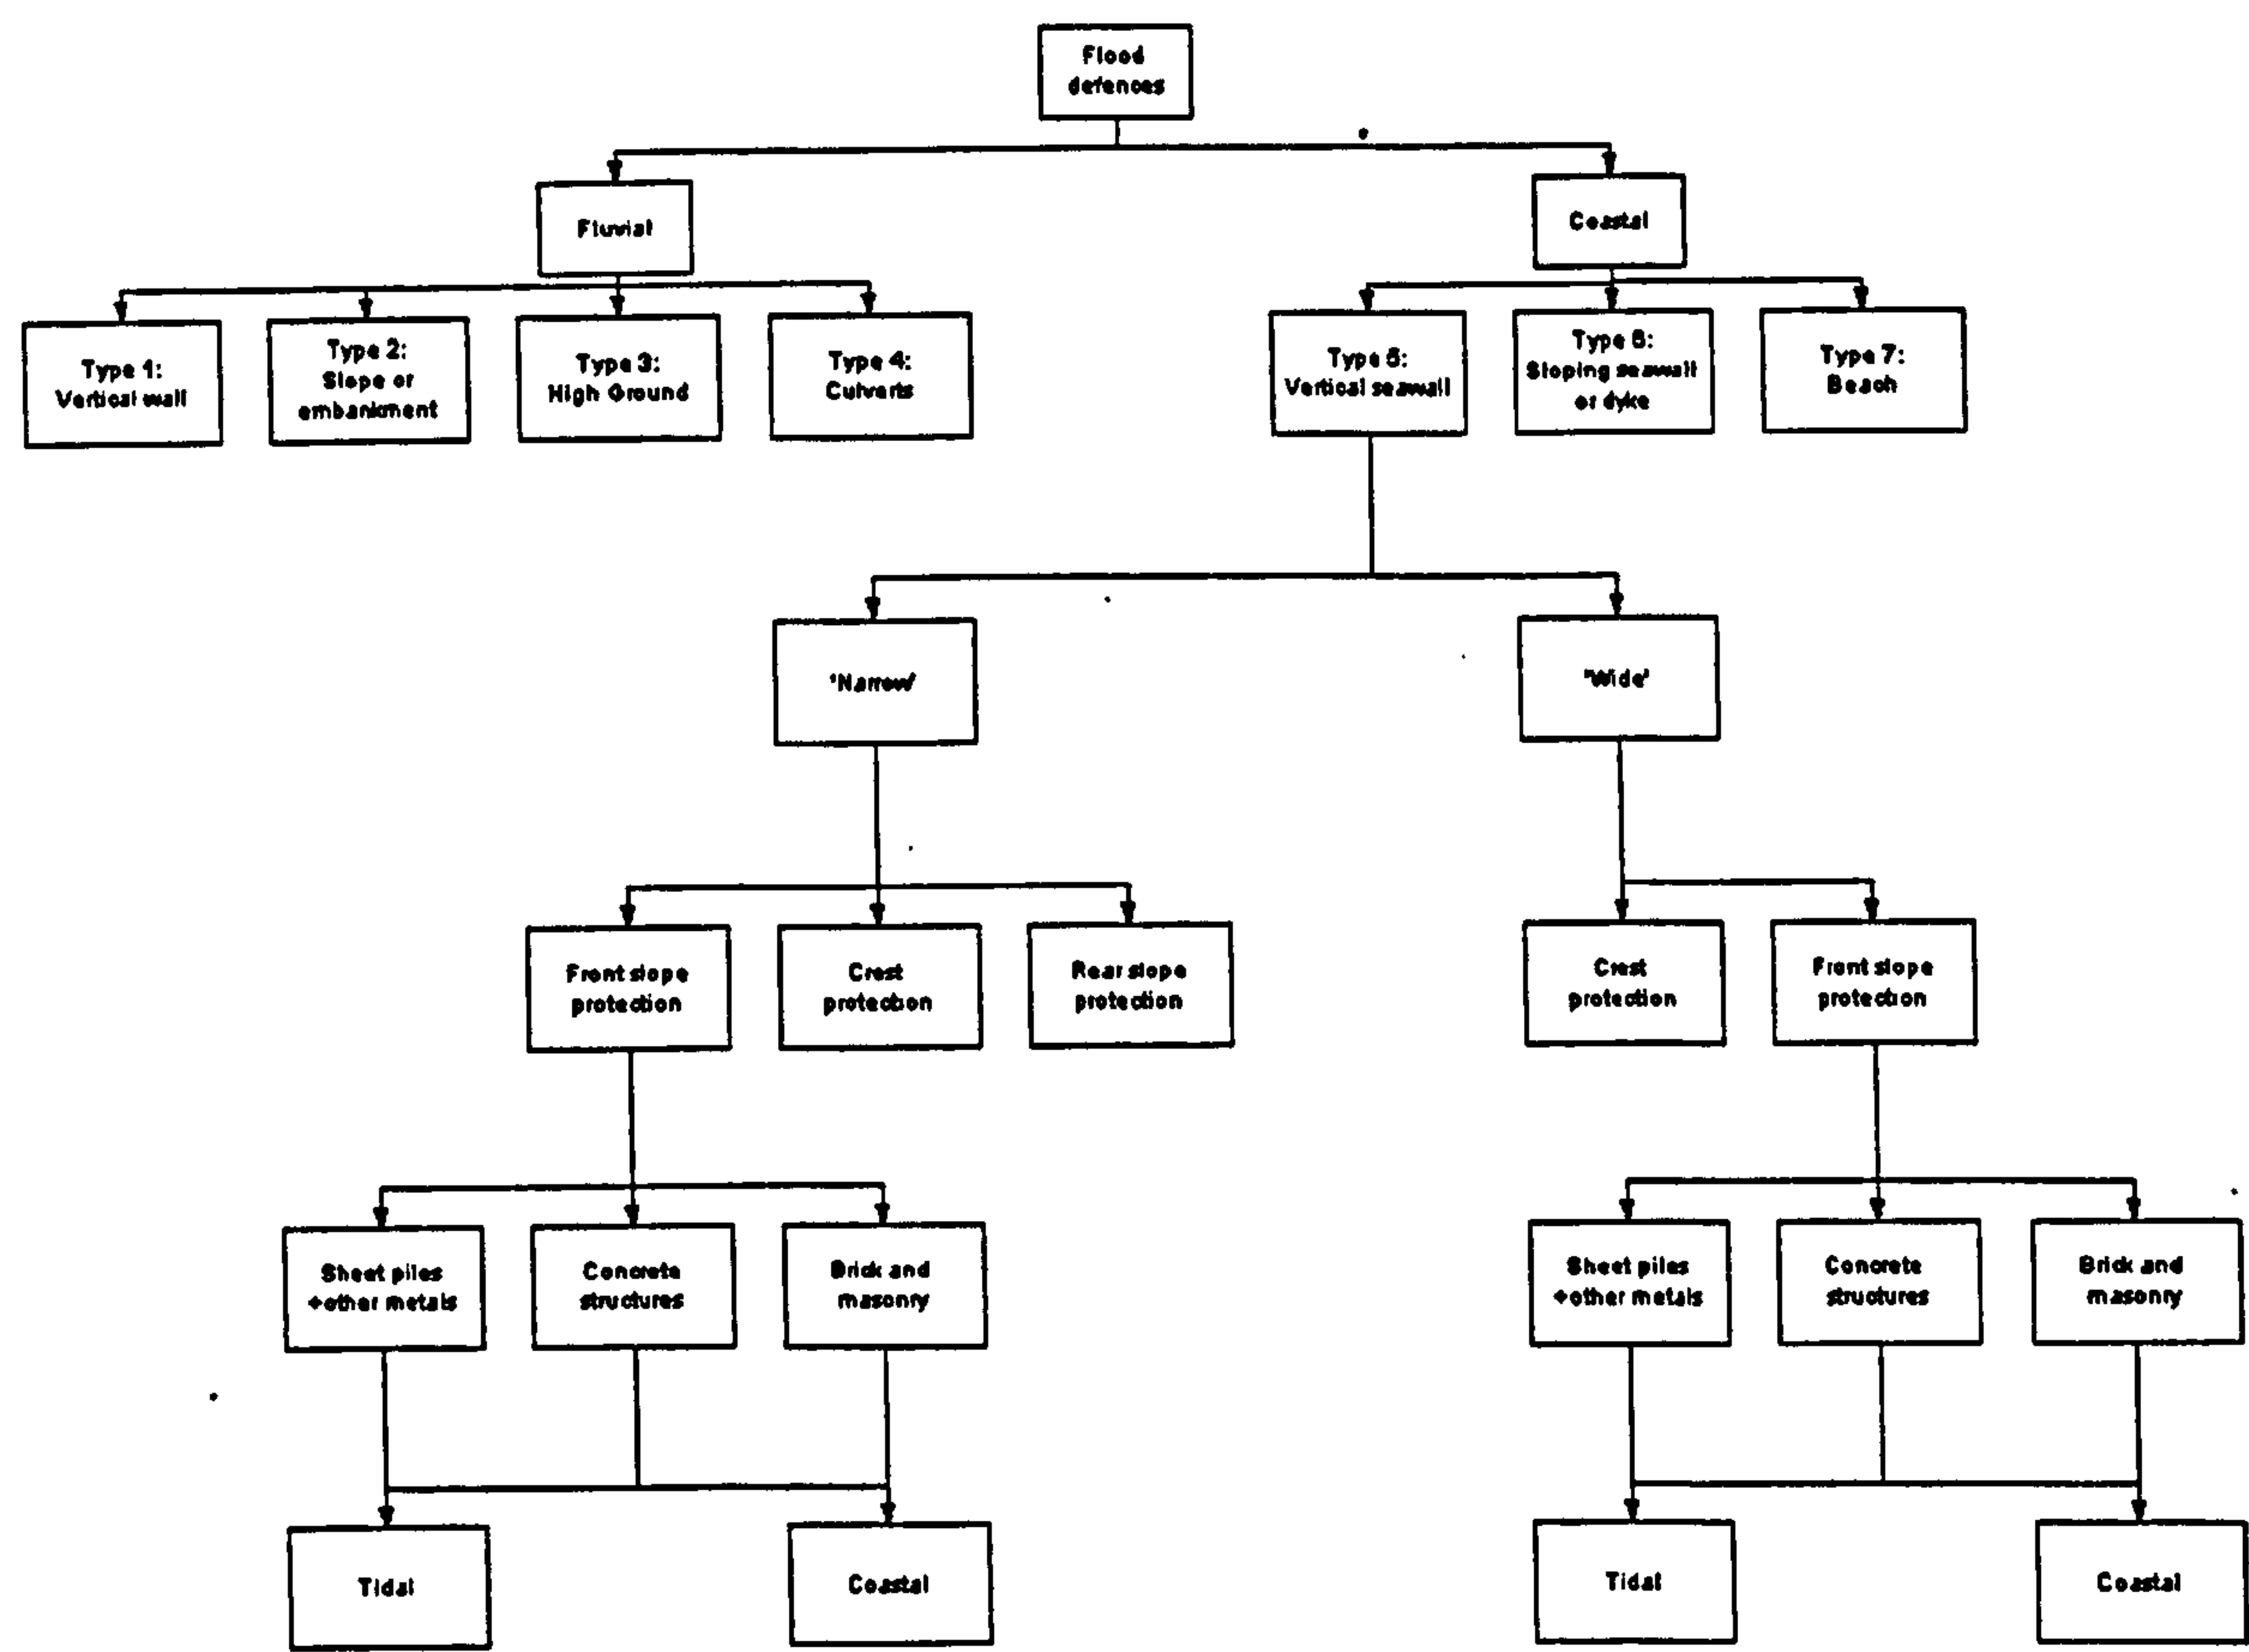 Flood
defences
Fluvial
Coastal
Type 1:
Vertical wall
Type 2:
Slope or
embankment
Type 3:
High Ground
Type 4:
Culverts
Type 5:
Vertical seawall
Type 6:
Sloping seawall
or dyke
Type 7:
Beach
'Narrow'
'Wide'
Front slope
protection
Crest
protection
Rear slope
protection
Crest
protection
Front slope
protection
Sheet piles
+other metals
Concrete
structures
Brick and
masonry
Sheet piles
+other metals
Concrete
structures
Brick and
masonry
Tidal
Coastal
Tidal
Coastal